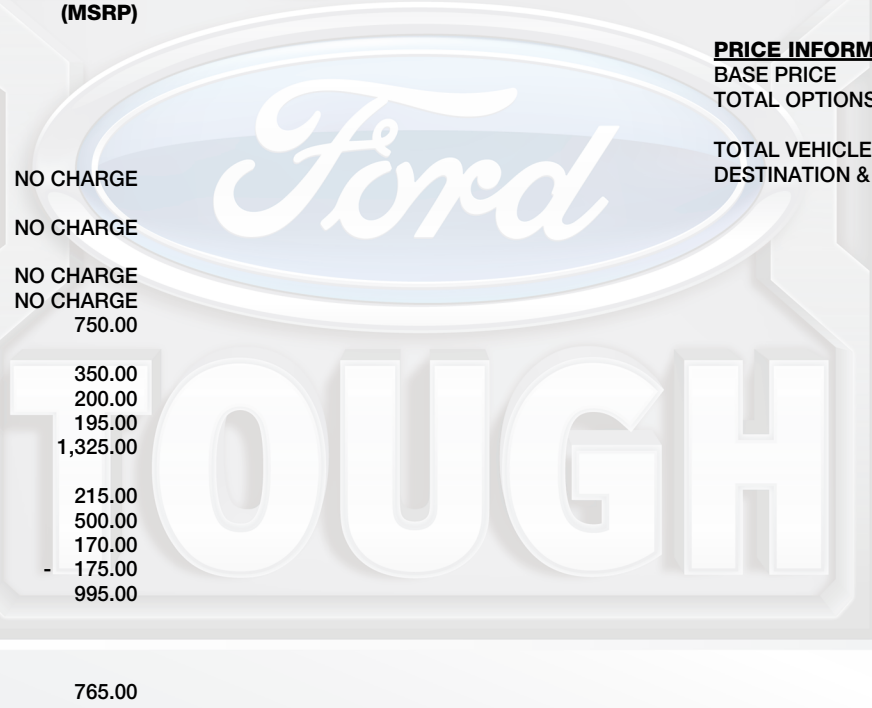 (MSRP)
PRICE INFORM
BASE PRICE
TOTAL OPTIONS
TOTAL VEHICLE
DESTINATION &
NO CHARGE
NO CHARGE
NO CHARGE
NO CHARGE
750.00
350.00
200.00
195.00
1,325.00
215.00
500.00
170.00
- 175.00
995.00
765.00
Ford
TOUGH